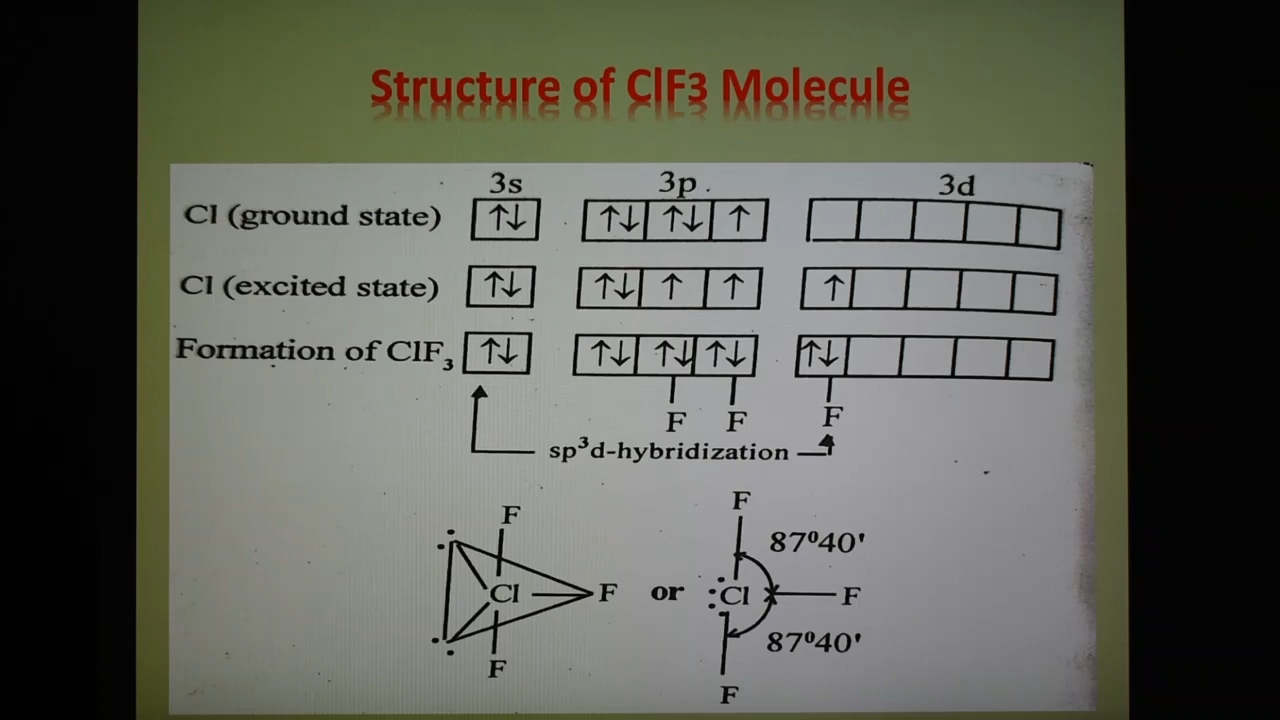 Structure of ClF3 Molecule
3s 3p . 3d
Cl (ground state) ↑↓ ↑↓ ↑↓ ↑
Cl (excited state) ↑↓ ↑↓ ↑ ↑ ↑
Formation of ClF₃ ↑↓ ↑↓ ↑↓ ↑↓ ↑↓
F F F
sp³d-hybridization
F F
87⁰40'
: Cl F or :Cl F
: 87⁰40'
F F